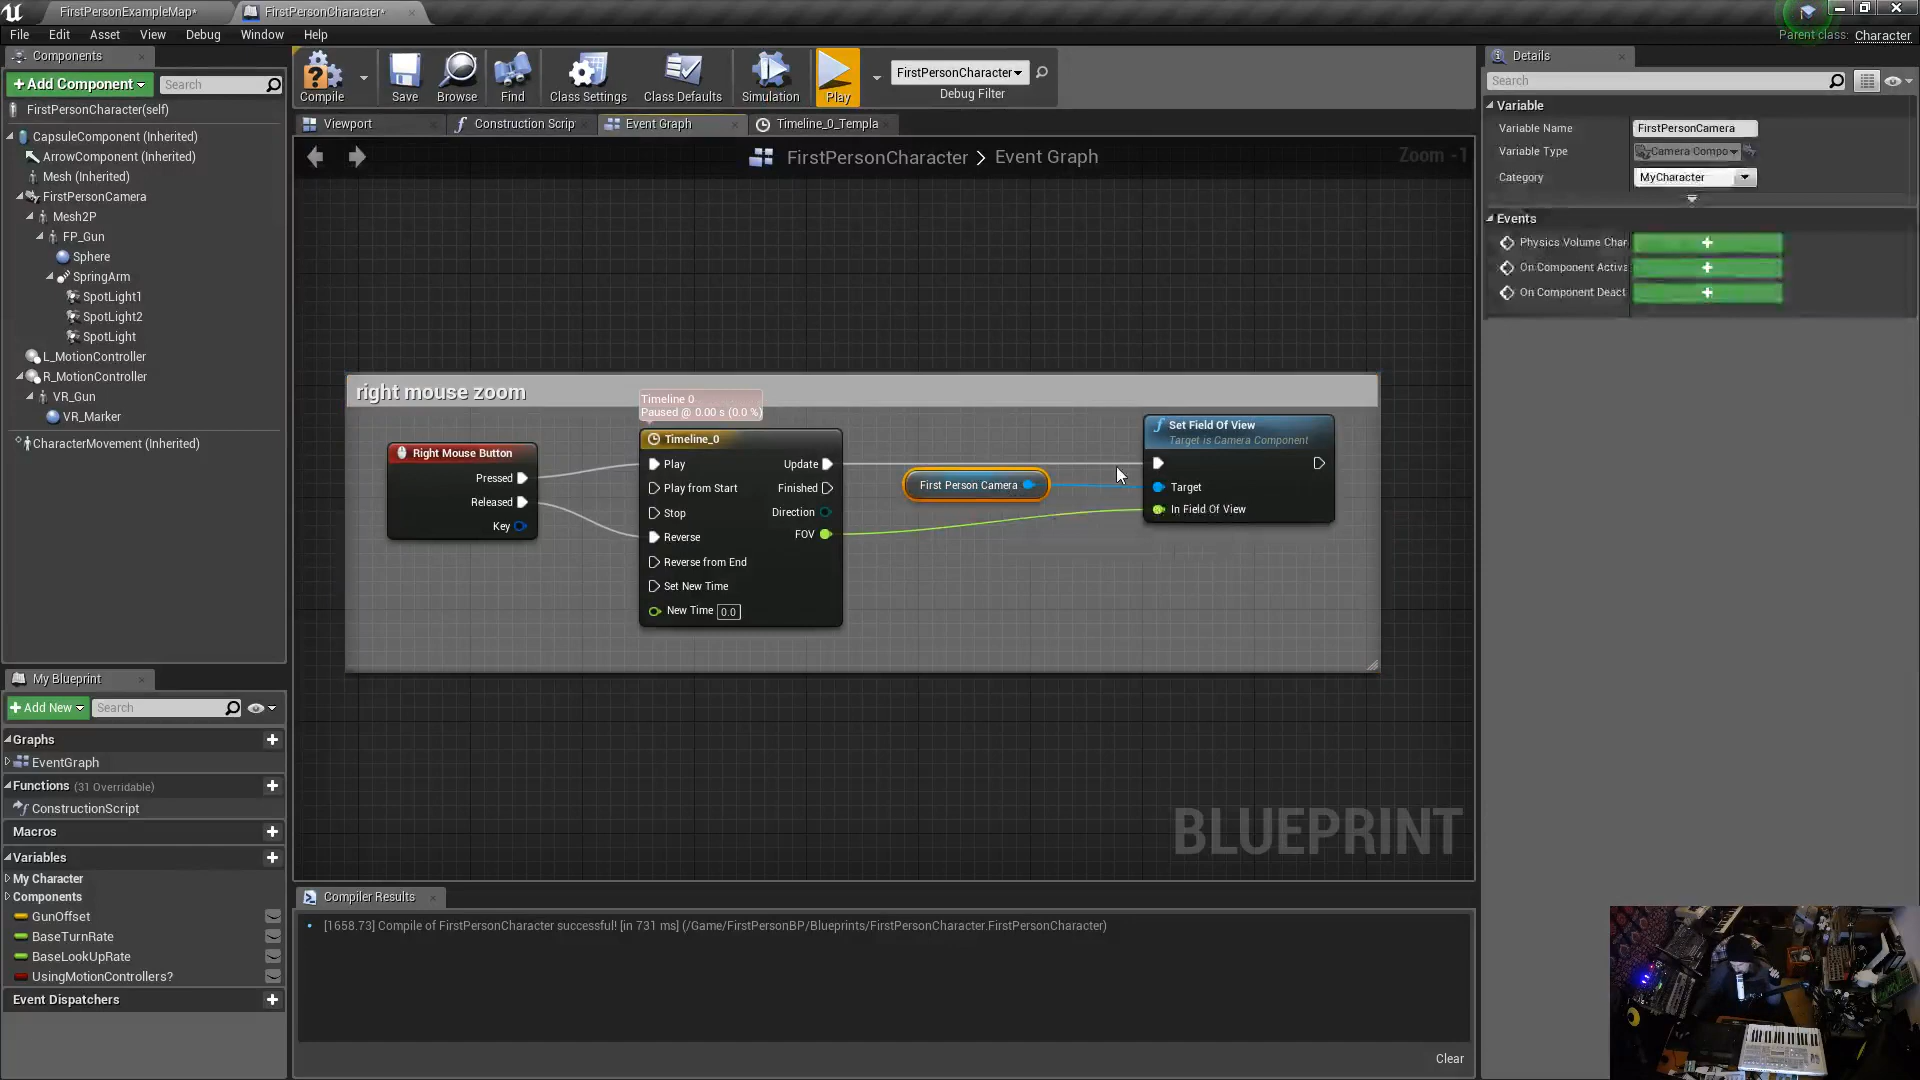 FirstPersonExampleMap*
FirstPersonCharacter*
File Edit Asset View Debug Window Help
Parent class: Character
Components
+Add Component
Search
FirstPersonCharacter(self)
CapsuleComponent (Inherited)
ArrowComponent (Inherited)
Mesh (Inherited)
FirstPersonCamera
Mesh2P
FP_Gun
Sphere
SpringArm
SpotLight1
SpotLight2
SpotLight
L_MotionController
R_MotionController
VR_Gun
VR_Marker
CharacterMovement (Inherited)
My Blueprint
+Add New
Search
Graphs
EventGraph
Functions (31 Overridable)
ConstructionScript
Macros
Variables
My Character
Components
GunOffset
BaseTurnRate
BaseLookUpRate
UsingMotionControllers?
Event Dispatchers
Compile
Save
Browse
Find
Class Settings
Class Defaults
Simulation
Play
FirstPersonCharacter
Debug Filter
Viewport
Construction Scrip
Event Graph
Timeline_0_Templa
FirstPersonCharacter > Event Graph
Zoom -1
right mouse zoom
Right Mouse Button
Pressed
Released
Key
Timeline 0
Paused @ 0.00 s (0.0 %)
Timeline_0
Play Update
Play from Start Finished
Stop Direction
FOV
Reverse
Reverse from End
Set New Time
New Time 0.0
First Person Camera
Set Field Of View
Target is Camera Component
Target
In Field Of View
BLUEPRINT
Compiler Results
[1658.73] Compile of FirstPersonCharacter successful! [in 731 ms] (/Game/FirstPersonBP/Blueprints/FirstPersonCharacter.FirstPersonCharacter)
Clear
Details
Search
Variable
Variable Name FirstPersonCamera
Variable Type Camera Compo
Category MyCharacter
Events
Physics Volume Char +
On Component Activa +
On Component Deact +